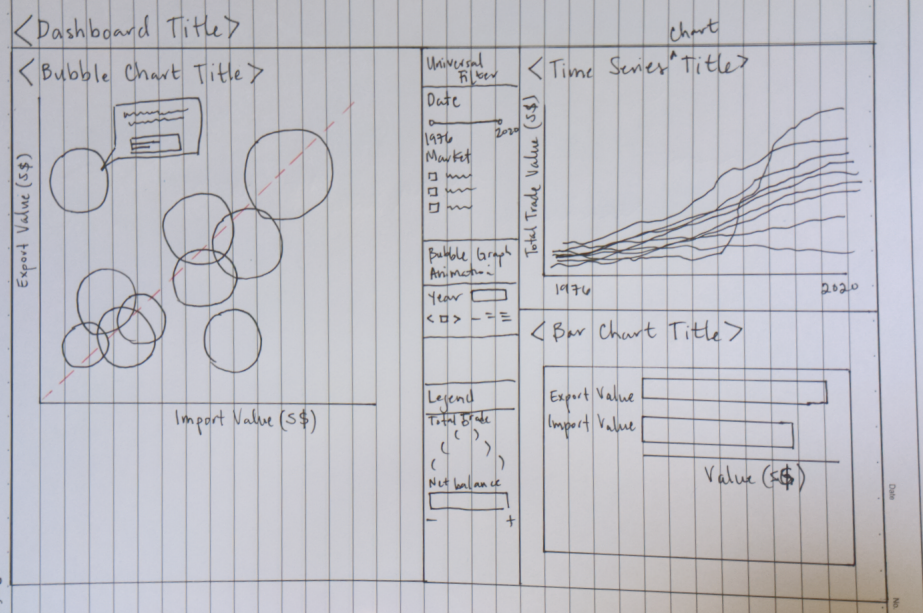 <Dashboard Title>
<Bubble Chart Title>
Export Value (S$)
Import Value (S$)
Universal
Filter
Date
1976
2020
Market
Bubble Graph
Animation
Year
Legend
Total Trade
Net balance
-
+
Chart
<Time Series ^ Title>
Total Trade Value (S$)
1976
2020
<Bar Chart Title>
Export Value
Import Value
Value (S$)
Date
No.